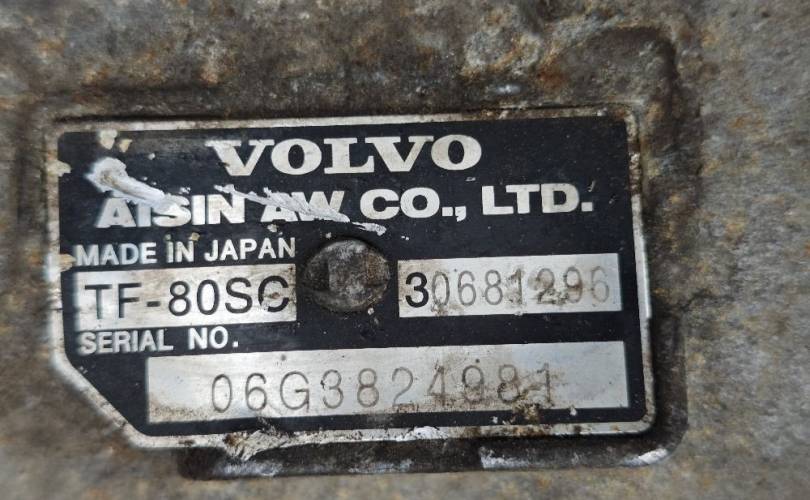 VOLVO
AISIN AW CO., LTD.
MADE IN JAPAN
TF-80SC 30681296
SERIAL NO.
06G3824981